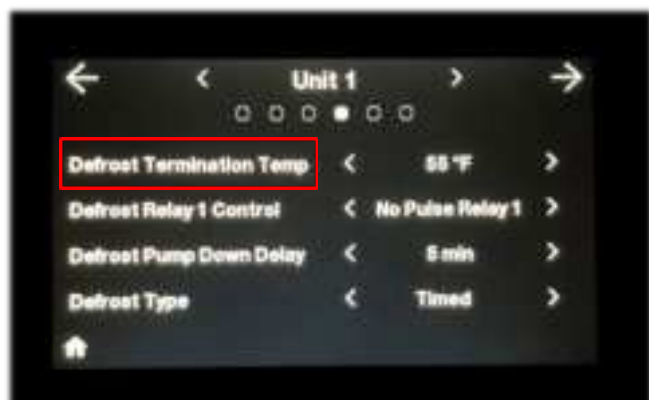 Unit 1
Defrost Termination Temp 55 °F
Defrost Relay 1 Control No Pulse Relay 1
Defrost Pump Down Delay min
Defrost Type Timed